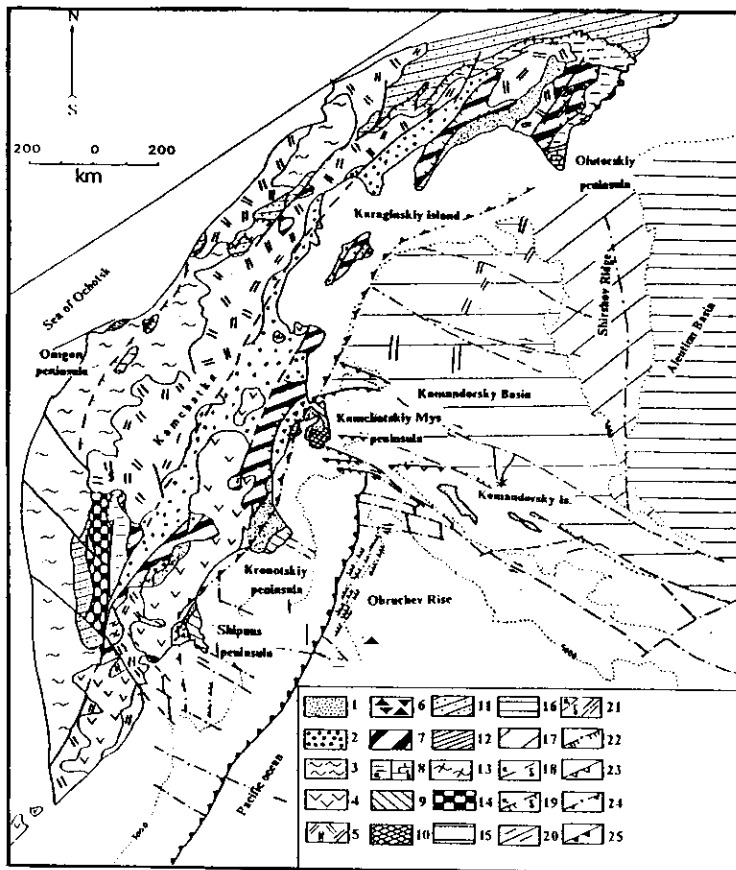 N
S
200 0 200
km
Olutorskiy
peninsula
Karaginskiy island
Sea of Ochotsk
Shirshov Ridge
Aleutian Basin
Omgon
peninsula
Kamchatka
Komandorsky Basin
Kamchatskiy Mys
peninsula
Komandorsky is.
Kronotskiy
peninsula
Obruchev Rise
Shipuns
peninsula
Pacific ocean
1 6 11 16 21
2 7 12 17 22
3 8 13 18 23
4 9 14 19 24
5 10 15 20 25